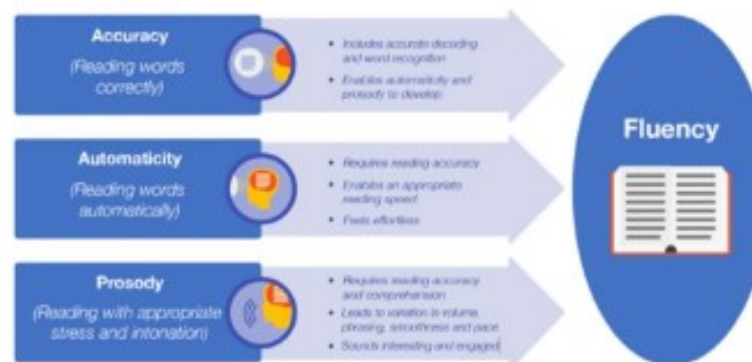 Accuracy
(Reading words
correctly)
• Includes accurate decoding
and word recognition
• Enables automaticity and
prosody to develop
Automaticity
(Reading words
automatically)
• Requires reading accuracy
• Enables an appropriate
reading speed
• Feels effortless
Prosody
(Reading with appropriate
stress and intonation)
• Requires reading accuracy
and comprehension
• Leads to variation in volume,
phrasing, smoothness and pace
• Sounds interesting and engaged
Fluency